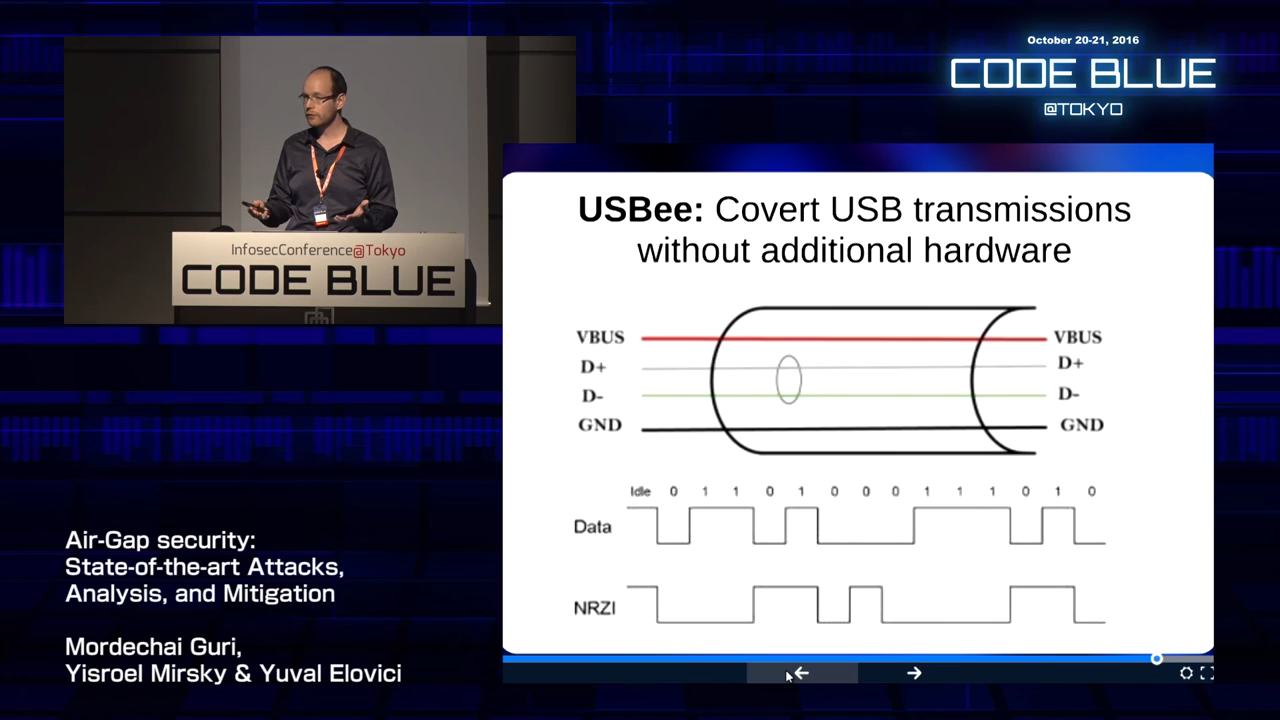 October 20-21, 2016
CODE BLUE
@TOKYO
InfosecConference@Tokyo
CODE BLUE
USBee: Covert USB transmissions
without additional hardware
VBUS VBUS
D+ D+
D- D-
GND GND
Idle 0 1 1 0 1 0 0 0 1 1 1 0 1 0
Data
NRZI
Air-Gap security:
State-of-the-art Attacks,
Analysis, and Mitigation
Mordechai Guri,
Yisroel Mirsky & Yuval Elovici